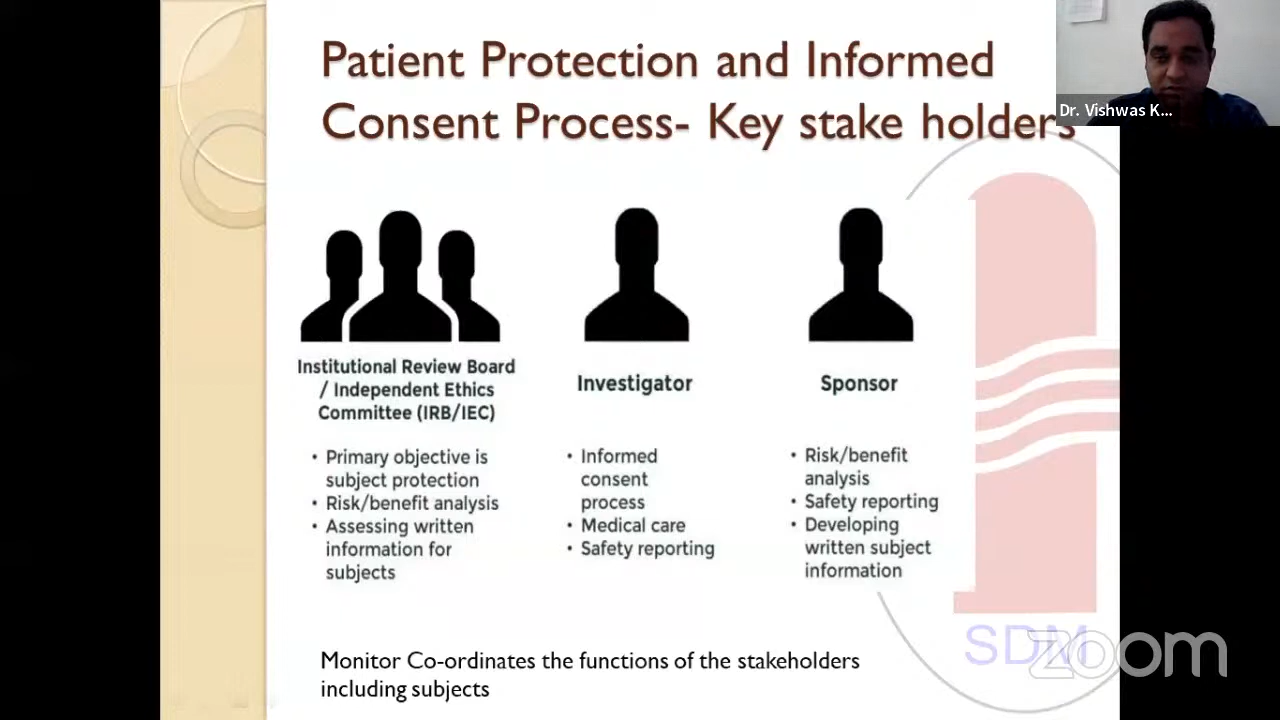 Patient Protection and Informed
Consent Process- Key stake holders
Dr. Vishwas K...
Institutional Review Board
/ Independent Ethics
Committee (IRB/IEC)
• Primary objective is
subject protection
• Risk/benefit analysis
• Assessing written
information for
subjects
Investigator
• Informed
consent
process
• Medical care
• Safety reporting
Sponsor
• Risk/benefit
analysis
• Safety reporting
• Developing
written subject
information
Monitor Co-ordinates the functions of the stakeholders
including subjects
SDM
zoom